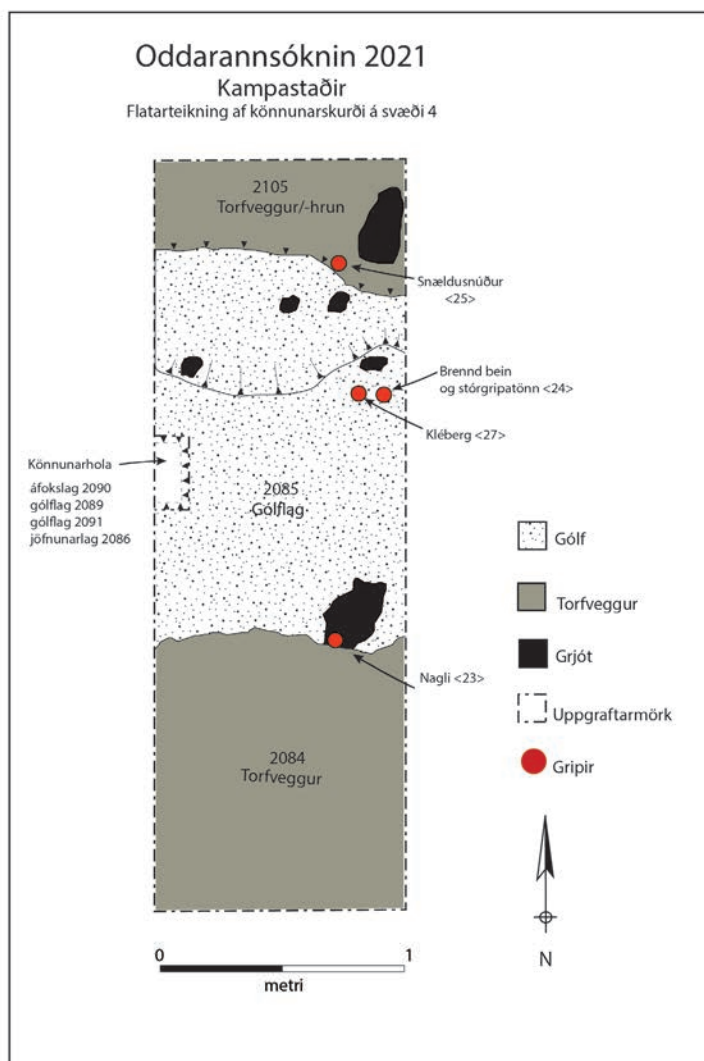 Oddarannsóknin 2021
Kampastaðir
Flatarteikning af könnunarskurði á svæði 4
2105
Torfveggur/-hrun
Snældusnúður
<25>
Brennd bein
og stórgripatönn <24>
Kléberg <27>
Könnunarhola
áfokslag 2090
gólflag 2089
gólflag 2091
jöfnunarlag 2086
2085
Gólflag
Nagli <23>
2084
Torfveggur
Gólf
Torfveggur
Grjót
Uppgraftarmörk
Gripir
N
0 1
metri